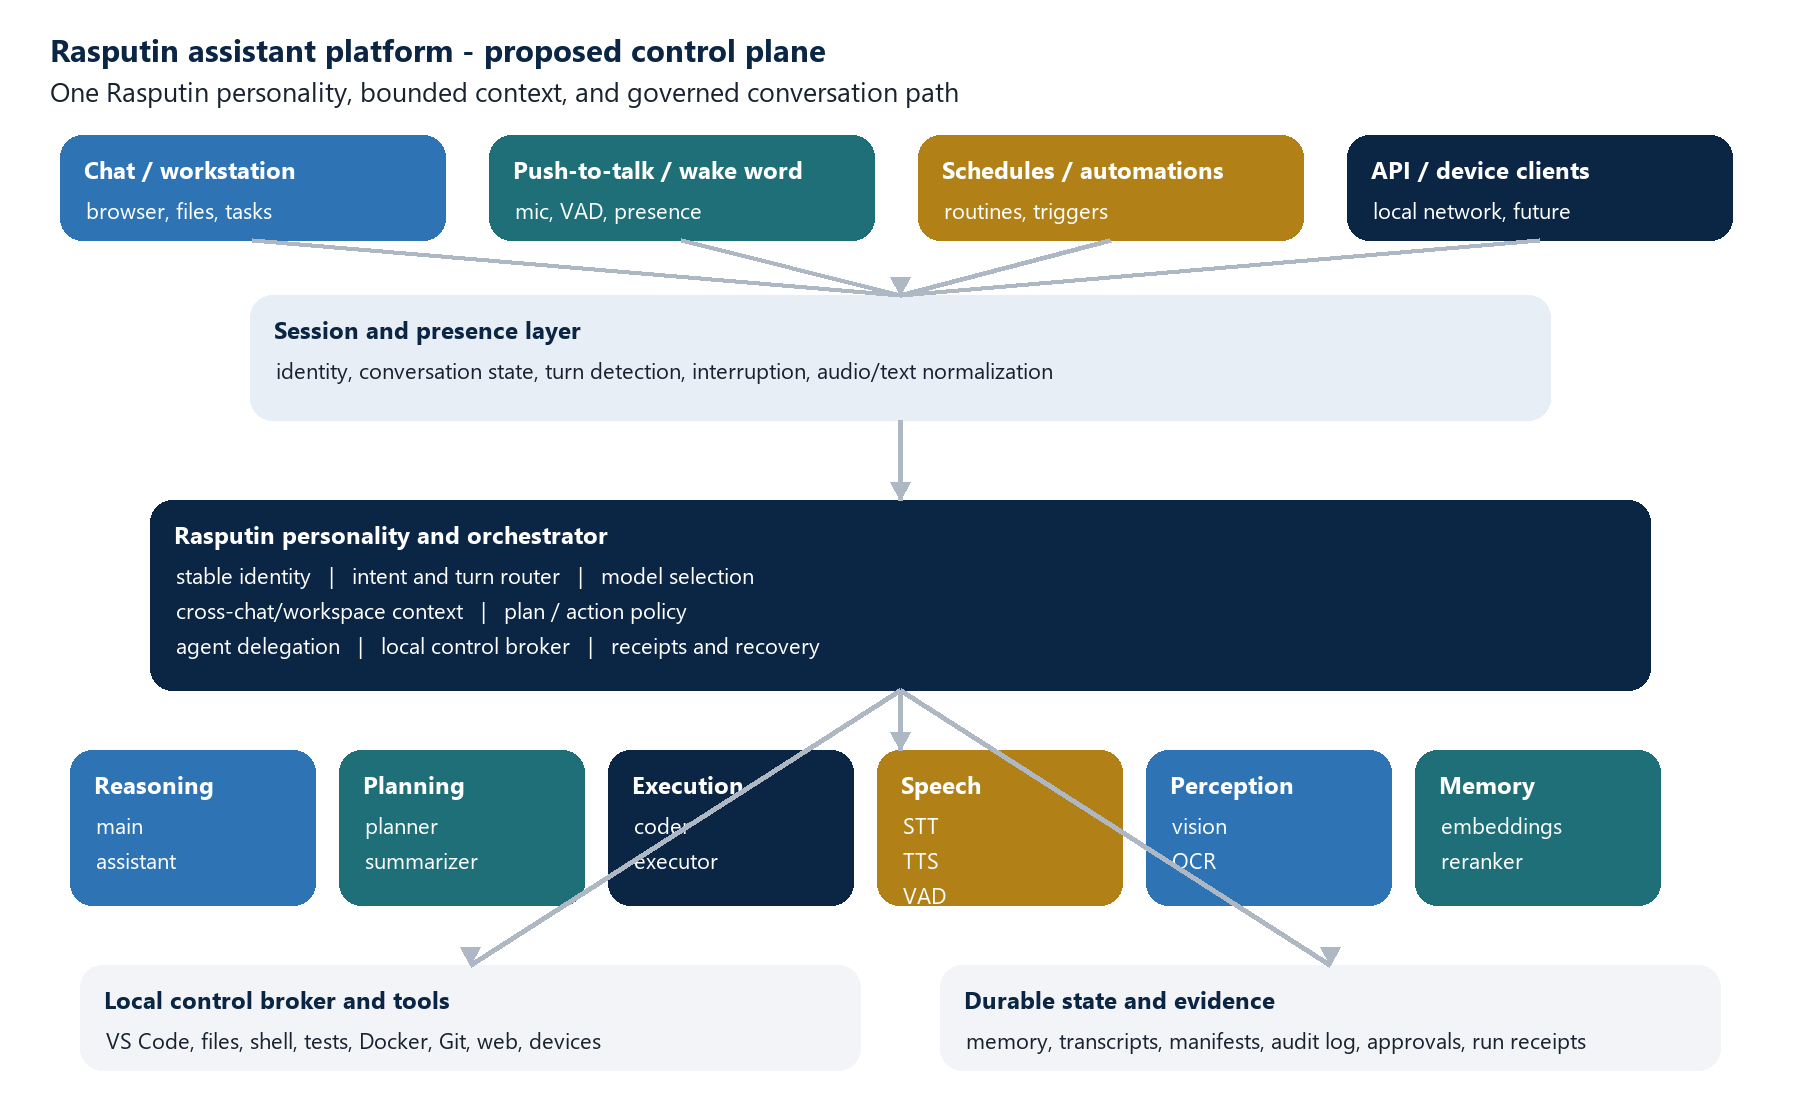 Rasputin assistant platform - proposed control plane
One Rasputin personality, bounded context, and governed conversation path
Chat / workstation
browser, files, tasks
Push-to-talk / wake word
mic, VAD, presence
Schedules / automations
routines, triggers
API / device clients
local network, future
Session and presence layer
identity, conversation state, turn detection, interruption, audio/text normalization
Rasputin personality and orchestrator
stable identity | intent and turn router | model selection
cross-chat/workspace context | plan / action policy
agent delegation | local control broker | receipts and recovery
Reasoning
main
assistant
Planning
planner
summarizer
Execution
coder
executor
Speech
STT
TTS
VAD
Perception
vision
OCR
Memory
embeddings
reranker
Local control broker and tools
VS Code, files, shell, tests, Docker, Git, web, devices
Durable state and evidence
memory, transcripts, manifests, audit log, approvals, run receipts